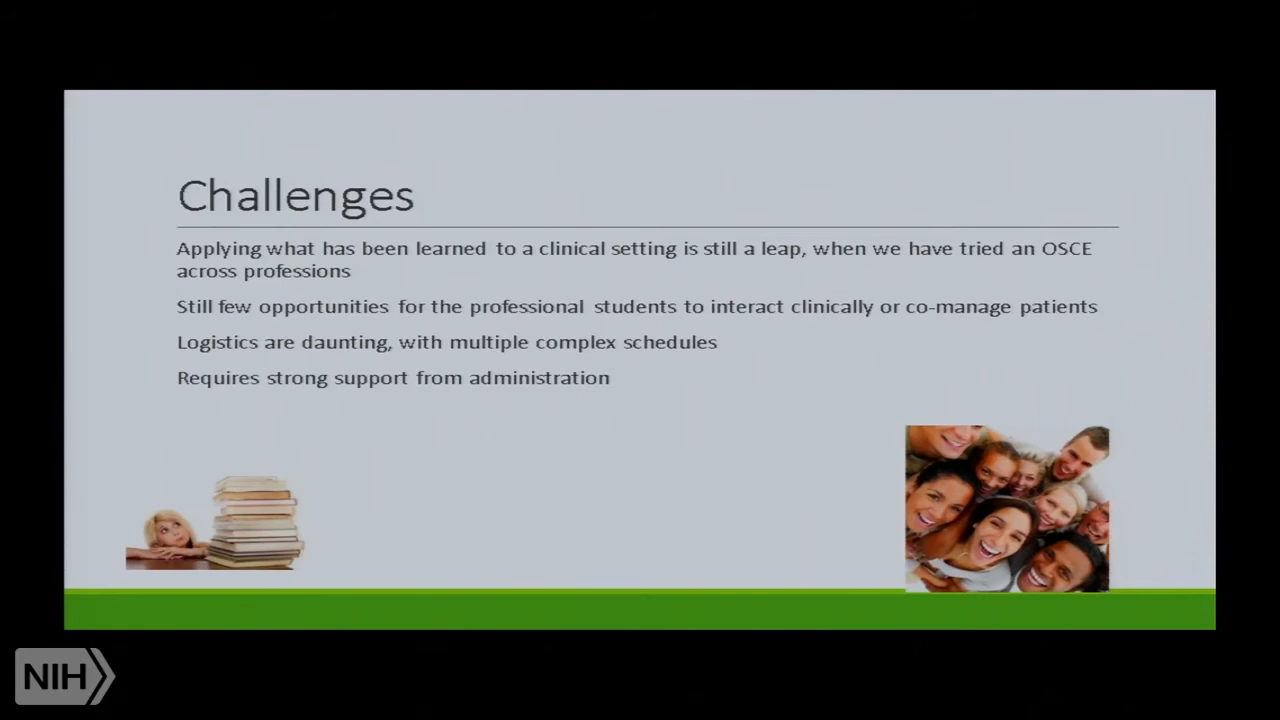 Challenges
Applying what has been learned to a clinical setting is still a leap, when we have tried an OSCE
across professions
Still few opportunities for the professional students to interact clinically or co-manage patients
Logistics are daunting, with multiple complex schedules
Requires strong support from administration
NIH